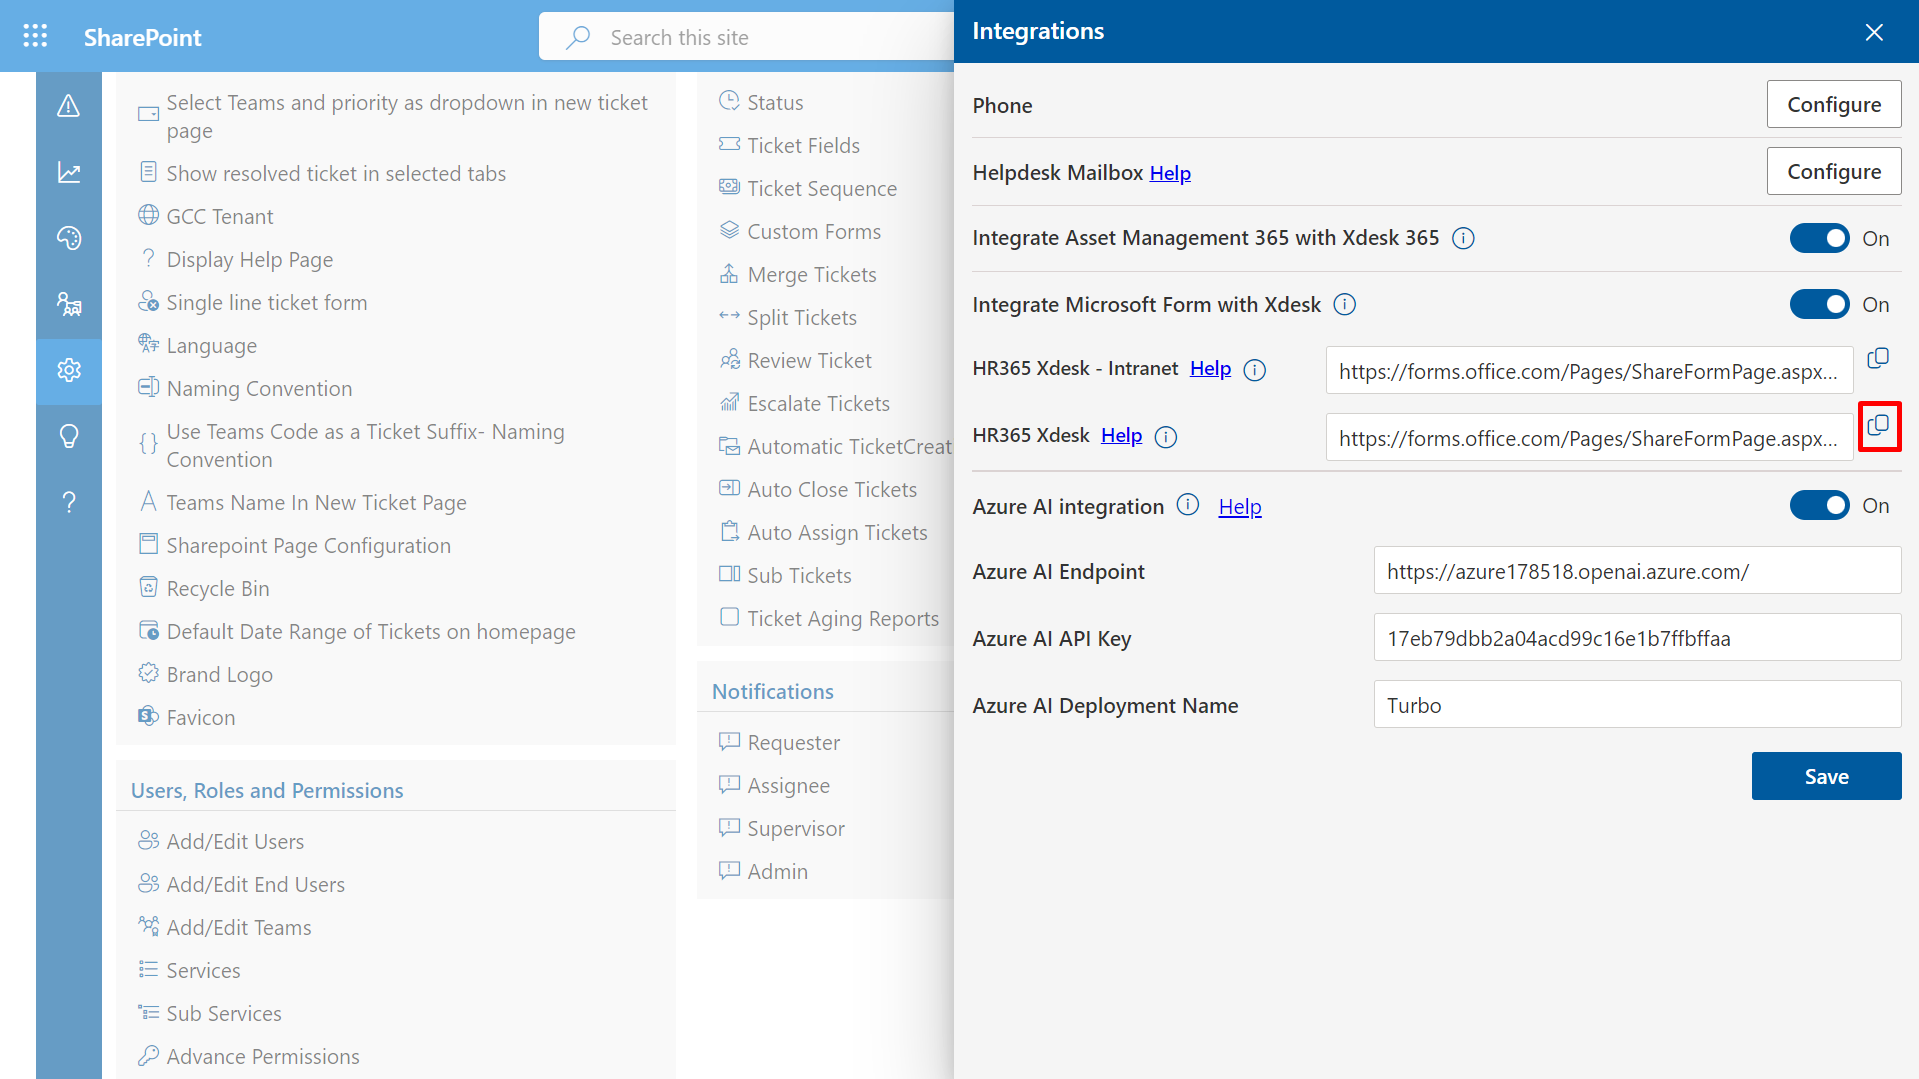 SharePoint
Search this site
Select Teams and priority as dropdown in new ticket
page
Show resolved ticket in selected tabs
GCC Tenant
Display Help Page
Single line ticket form
Language
Naming Convention
Use Teams Code as a Ticket Suffix- Naming
Convention
Teams Name In New Ticket Page
Sharepoint Page Configuration
Recycle Bin
Default Date Range of Tickets on homepage
Brand Logo
Favicon
Users, Roles and Permissions
Add/Edit Users
Add/Edit End Users
Add/Edit Teams
Services
Sub Services
Advance Permissions
Status
Ticket Fields
Ticket Sequence
Custom Forms
Merge Tickets
Split Tickets
Review Ticket
Escalate Tickets
Automatic TicketCreat
Auto Close Tickets
Auto Assign Tickets
Sub Tickets
Ticket Aging Reports
Notifications
Requester
Assignee
Supervisor
Admin
Integrations
Phone
Configure
Helpdesk Mailbox Help
Configure
Integrate Asset Management 365 with Xdesk 365
On
Integrate Microsoft Form with Xdesk
On
HR365 Xdesk - Intranet Help
https://forms.office.com/Pages/ShareFormPage.aspx...
HR365 Xdesk Help
https://forms.office.com/Pages/ShareFormPage.aspx...
Azure AI integration Help
On
Azure AI Endpoint
https://azure178518.openai.azure.com/
Azure AI API Key
17eb79dbb2a04acd99c16e1b7ffbffaa
Azure AI Deployment Name
Turbo
Save